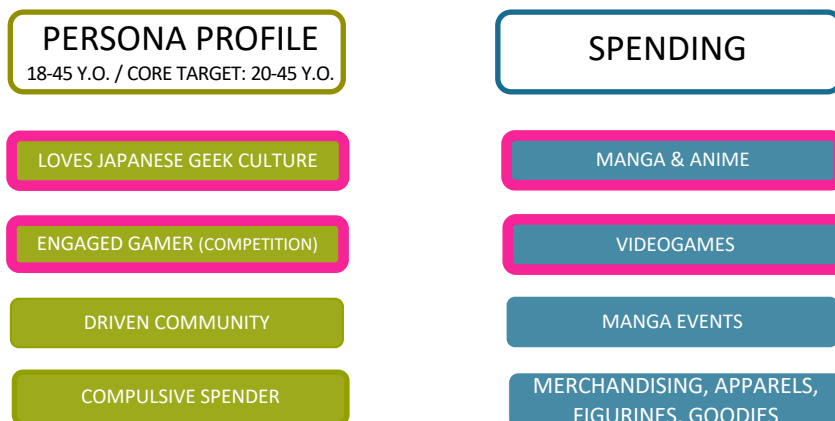 PERSONA PROFILE
18-45 Y.O. / CORE TARGET: 20-45 Y.O.
LOVES JAPANESE GEEK CULTURE
ENGAGED GAMER (COMPETITION)
DRIVEN COMMUNITY
COMPULSIVE SPENDER
SPENDING
MANGA & ANIME
VIDEOGAMES
MANGA EVENTS
MERCHANDISING, APPARELS,
FIGURINES, GOODIES